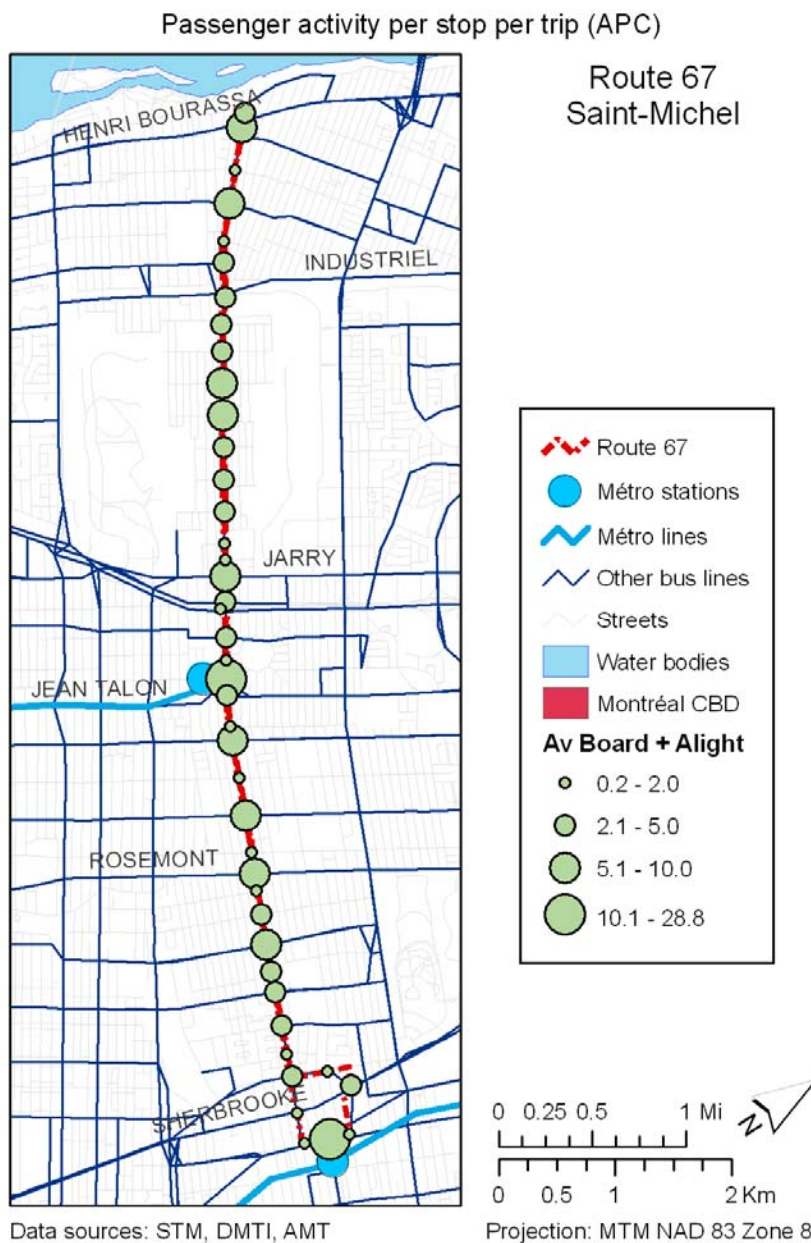 Passenger activity per stop per trip (APC)
Route 67
Saint-Michel
HENRI BOURASSA
INDUSTRIEL
JARRY
JEAN TALON
ROSEMONT
SHERBROOKE
Route 67
Métro stations
Métro lines
Other bus lines
Streets
Water bodies
Montréal CBD
Av Board + Alight
0.2 - 2.0
2.1 - 5.0
5.1 - 10.0
10.1 - 28.8
0 0.25 0.5 1 Mi
N
0 0.5 1 2 Km
Data sources: STM, DMTI, AMT
Projection: MTM NAD 83 Zone 8